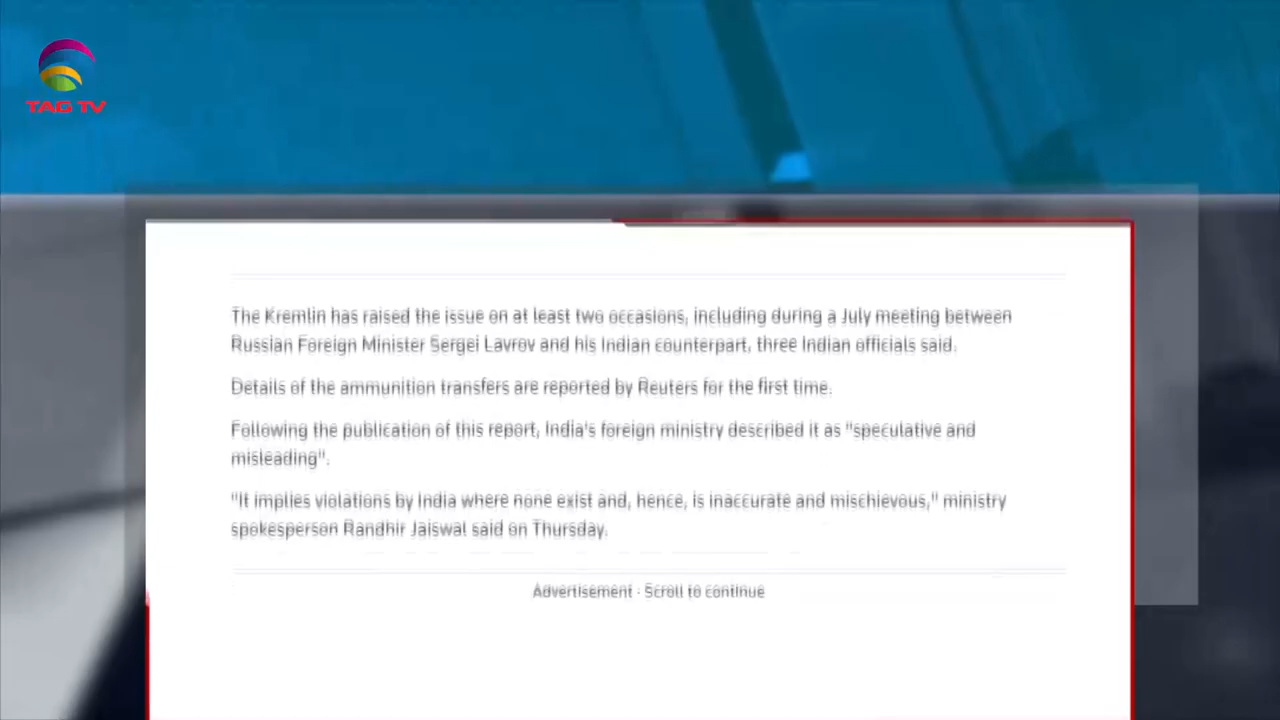 TAG TV
The Kremlin has raised the issue on at least two occasions, including during a July meeting between
Russian Foreign Minister Sergei Lavrov and his Indian counterpart, three Indian officials said.
Details of the ammunition transfers are reported by Reuters for the first time.
Following the publication of this report, India's foreign ministry described it as "speculative and
misleading".
"It implies violations by India where none exist and, hence, is inaccurate and mischievous," ministry
spokesperson Randhir Jaiswal said on Thursday.
Advertisement · Scroll to continue